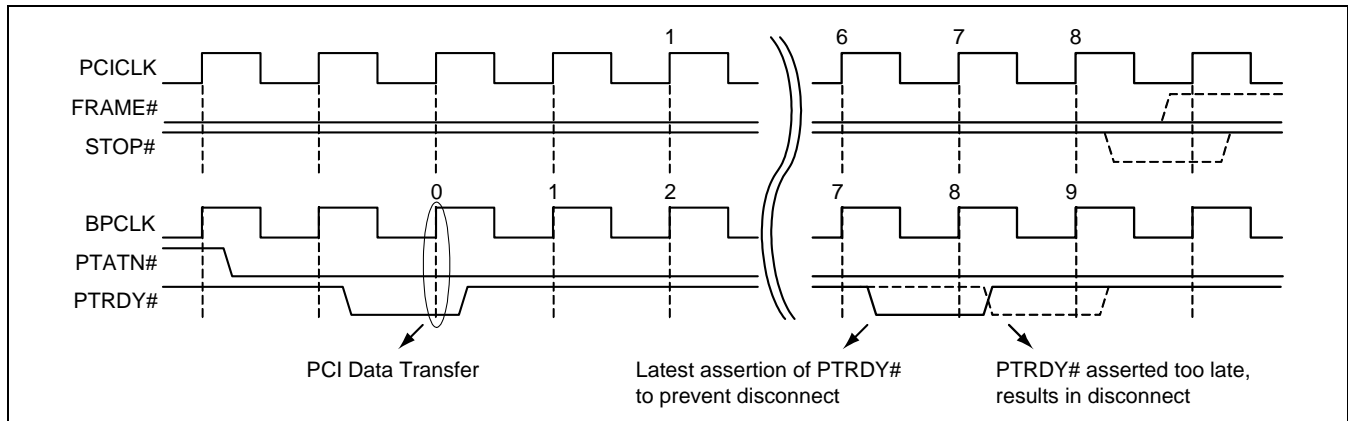 1 6 7 8
PCICLK
FRAME#
STOP#
0 1 2 7 8 9
BPCLK
PTATN#
PTRDY#
PCI Data Transfer
Latest assertion of PTRDY#
to prevent disconnect
PTRDY# asserted too late,
results in disconnect